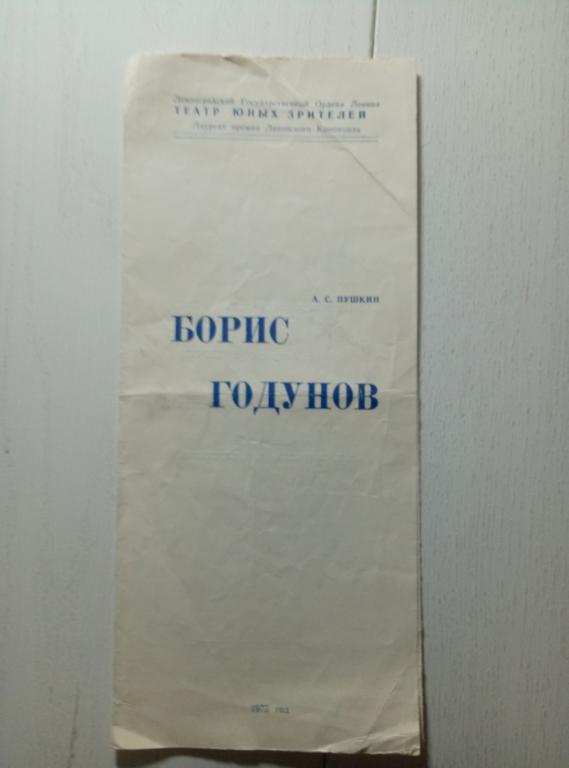 Ленинградский Государственный Ордена Ленина
ТЕАТР ЮНЫХ ЗРИТЕЛЕЙ
Лауреат премии Ленинского Комсомола
А. С. ПУШКИН
БОРИС
ГОДУНОВ
год